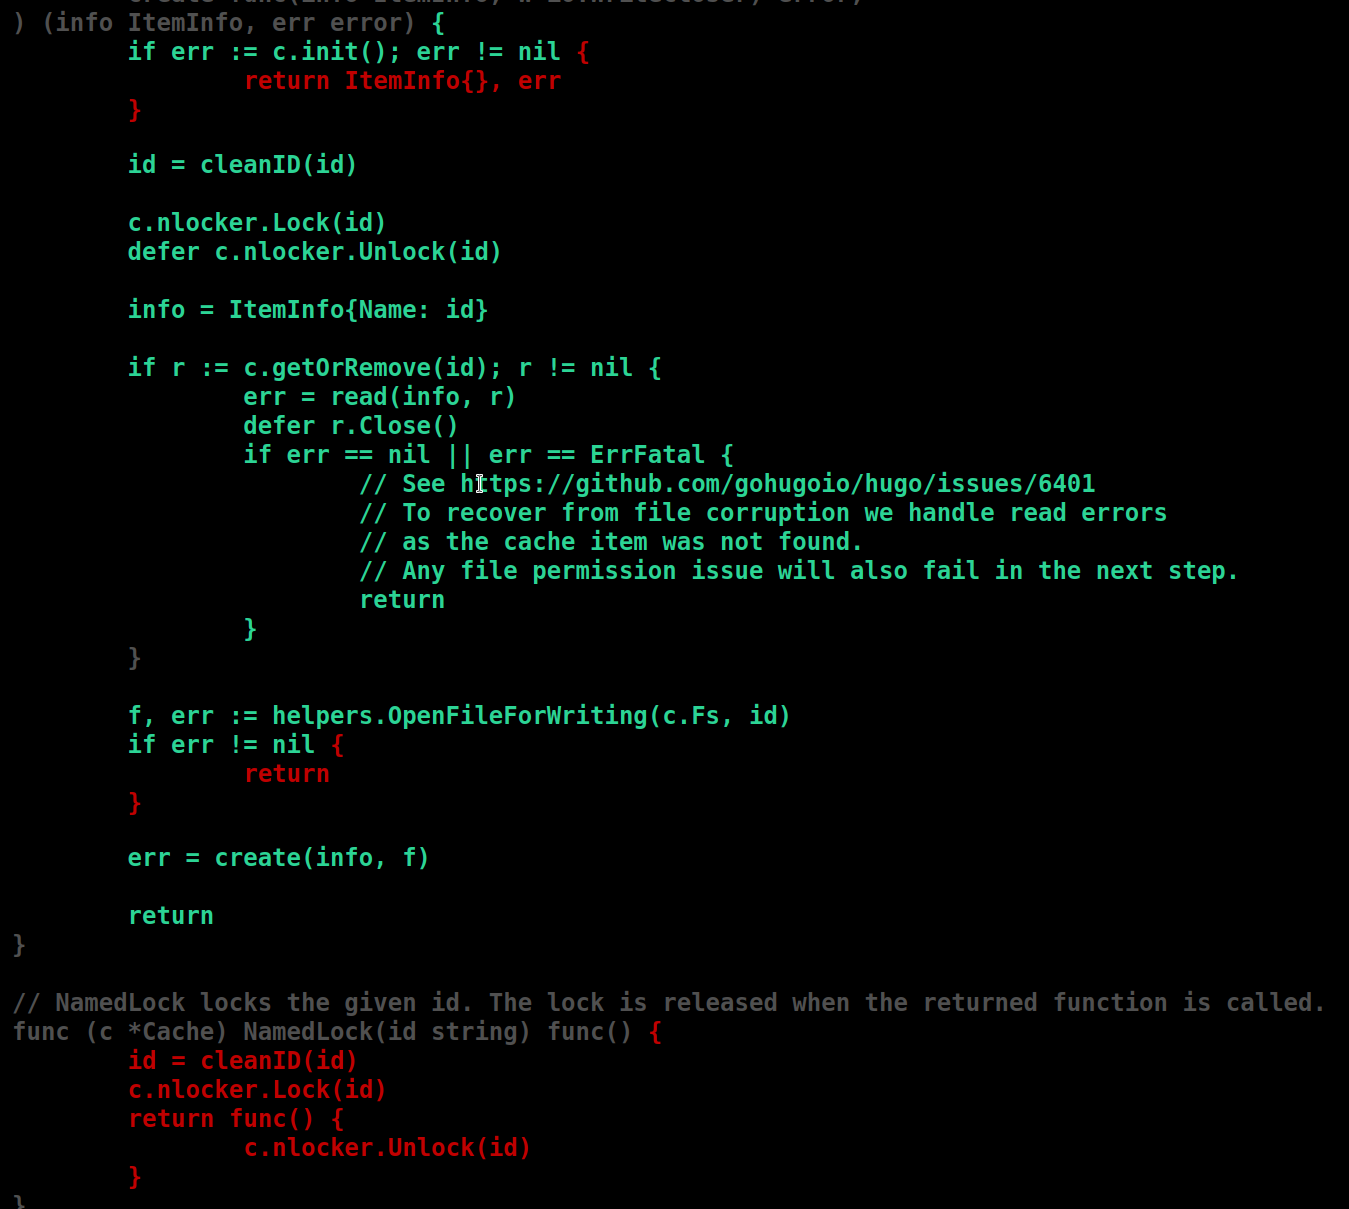 ) (info ItemInfo, err error) {
        if err := c.init(); err != nil {
                return ItemInfo{}, err
        }

        id = cleanID(id)

        c.nlocker.Lock(id)
        defer c.nlocker.Unlock(id)

        info = ItemInfo{Name: id}

        if r := c.getOrRemove(id); r != nil {
                err = read(info, r)
                defer r.Close()
                if err == nil || err == ErrFatal {
                        // See https://github.com/gohugoio/hugo/issues/6401
                        // To recover from file corruption we handle read errors
                        // as the cache item was not found.
                        // Any file permission issue will also fail in the next step.
                        return
                }
        }

        f, err := helpers.OpenFileForWriting(c.Fs, id)
        if err != nil {
                return
        }

        err = create(info, f)

        return
}

// NamedLock locks the given id. The lock is released when the returned function is called.
func (c *Cache) NamedLock(id string) func() {
        id = cleanID(id)
        c.nlocker.Lock(id)
        return func() {
                c.nlocker.Unlock(id)
        }
}